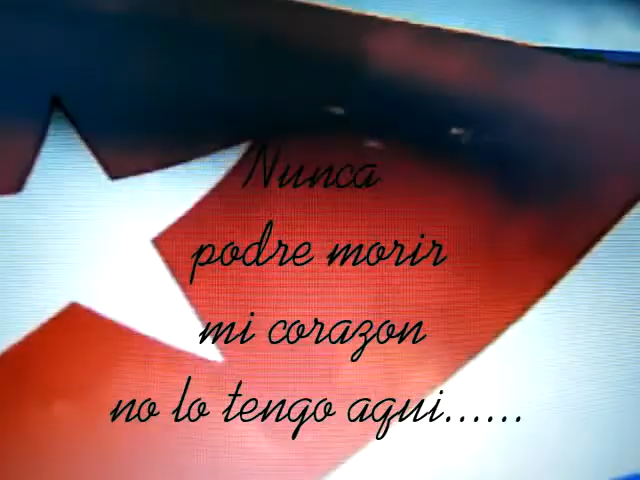 Nunca
podre morir
mi corazon
no lo tengo aqui......